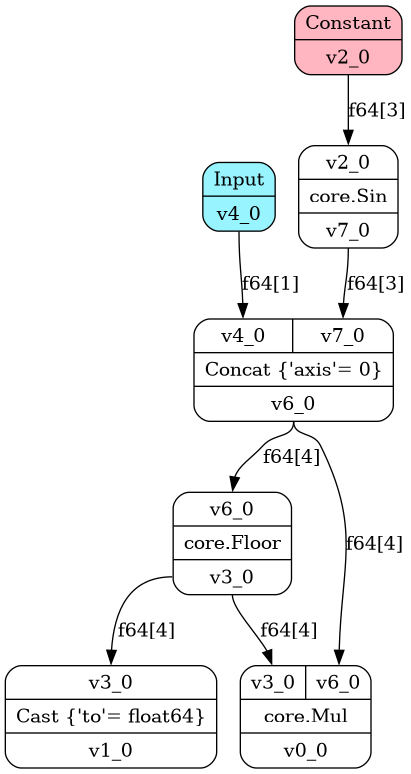 Constant
v2_0
f64[3]
v2_0
core.Sin
v7_0
Input
v4_0
f64[1]
f64[3]
v4_0 v7_0
Concat {'axis'= 0}
v6_0
f64[4]
f64[4]
v6_0
core.Floor
v3_0
f64[4]
f64[4]
v3_0
Cast {'to'= float64}
v1_0
v3_0 v6_0
core.Mul
v0_0